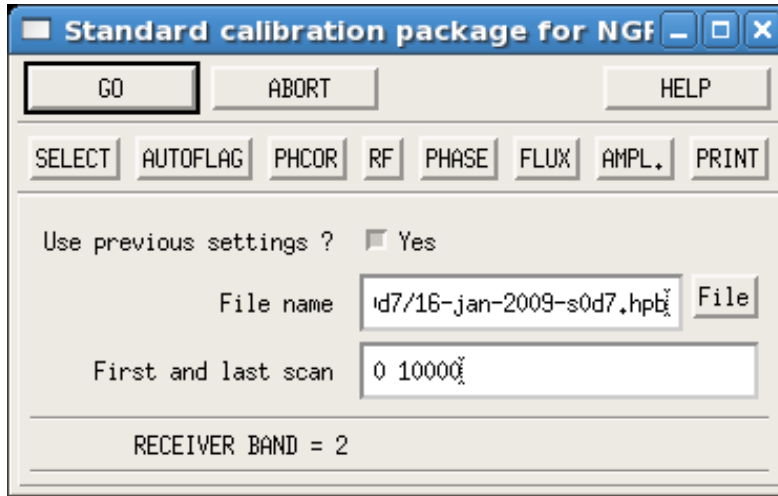 Standard calibration package for NGR
GO ABORT HELP
SELECT AUTOFLAG PHCOR RF PHASE FLUX AMPL. PRINT
Use previous settings ? Yes
File name d7/16-jan-2009-s0d7.hpb File
First and last scan 0 10000
RECEIVER BAND = 2